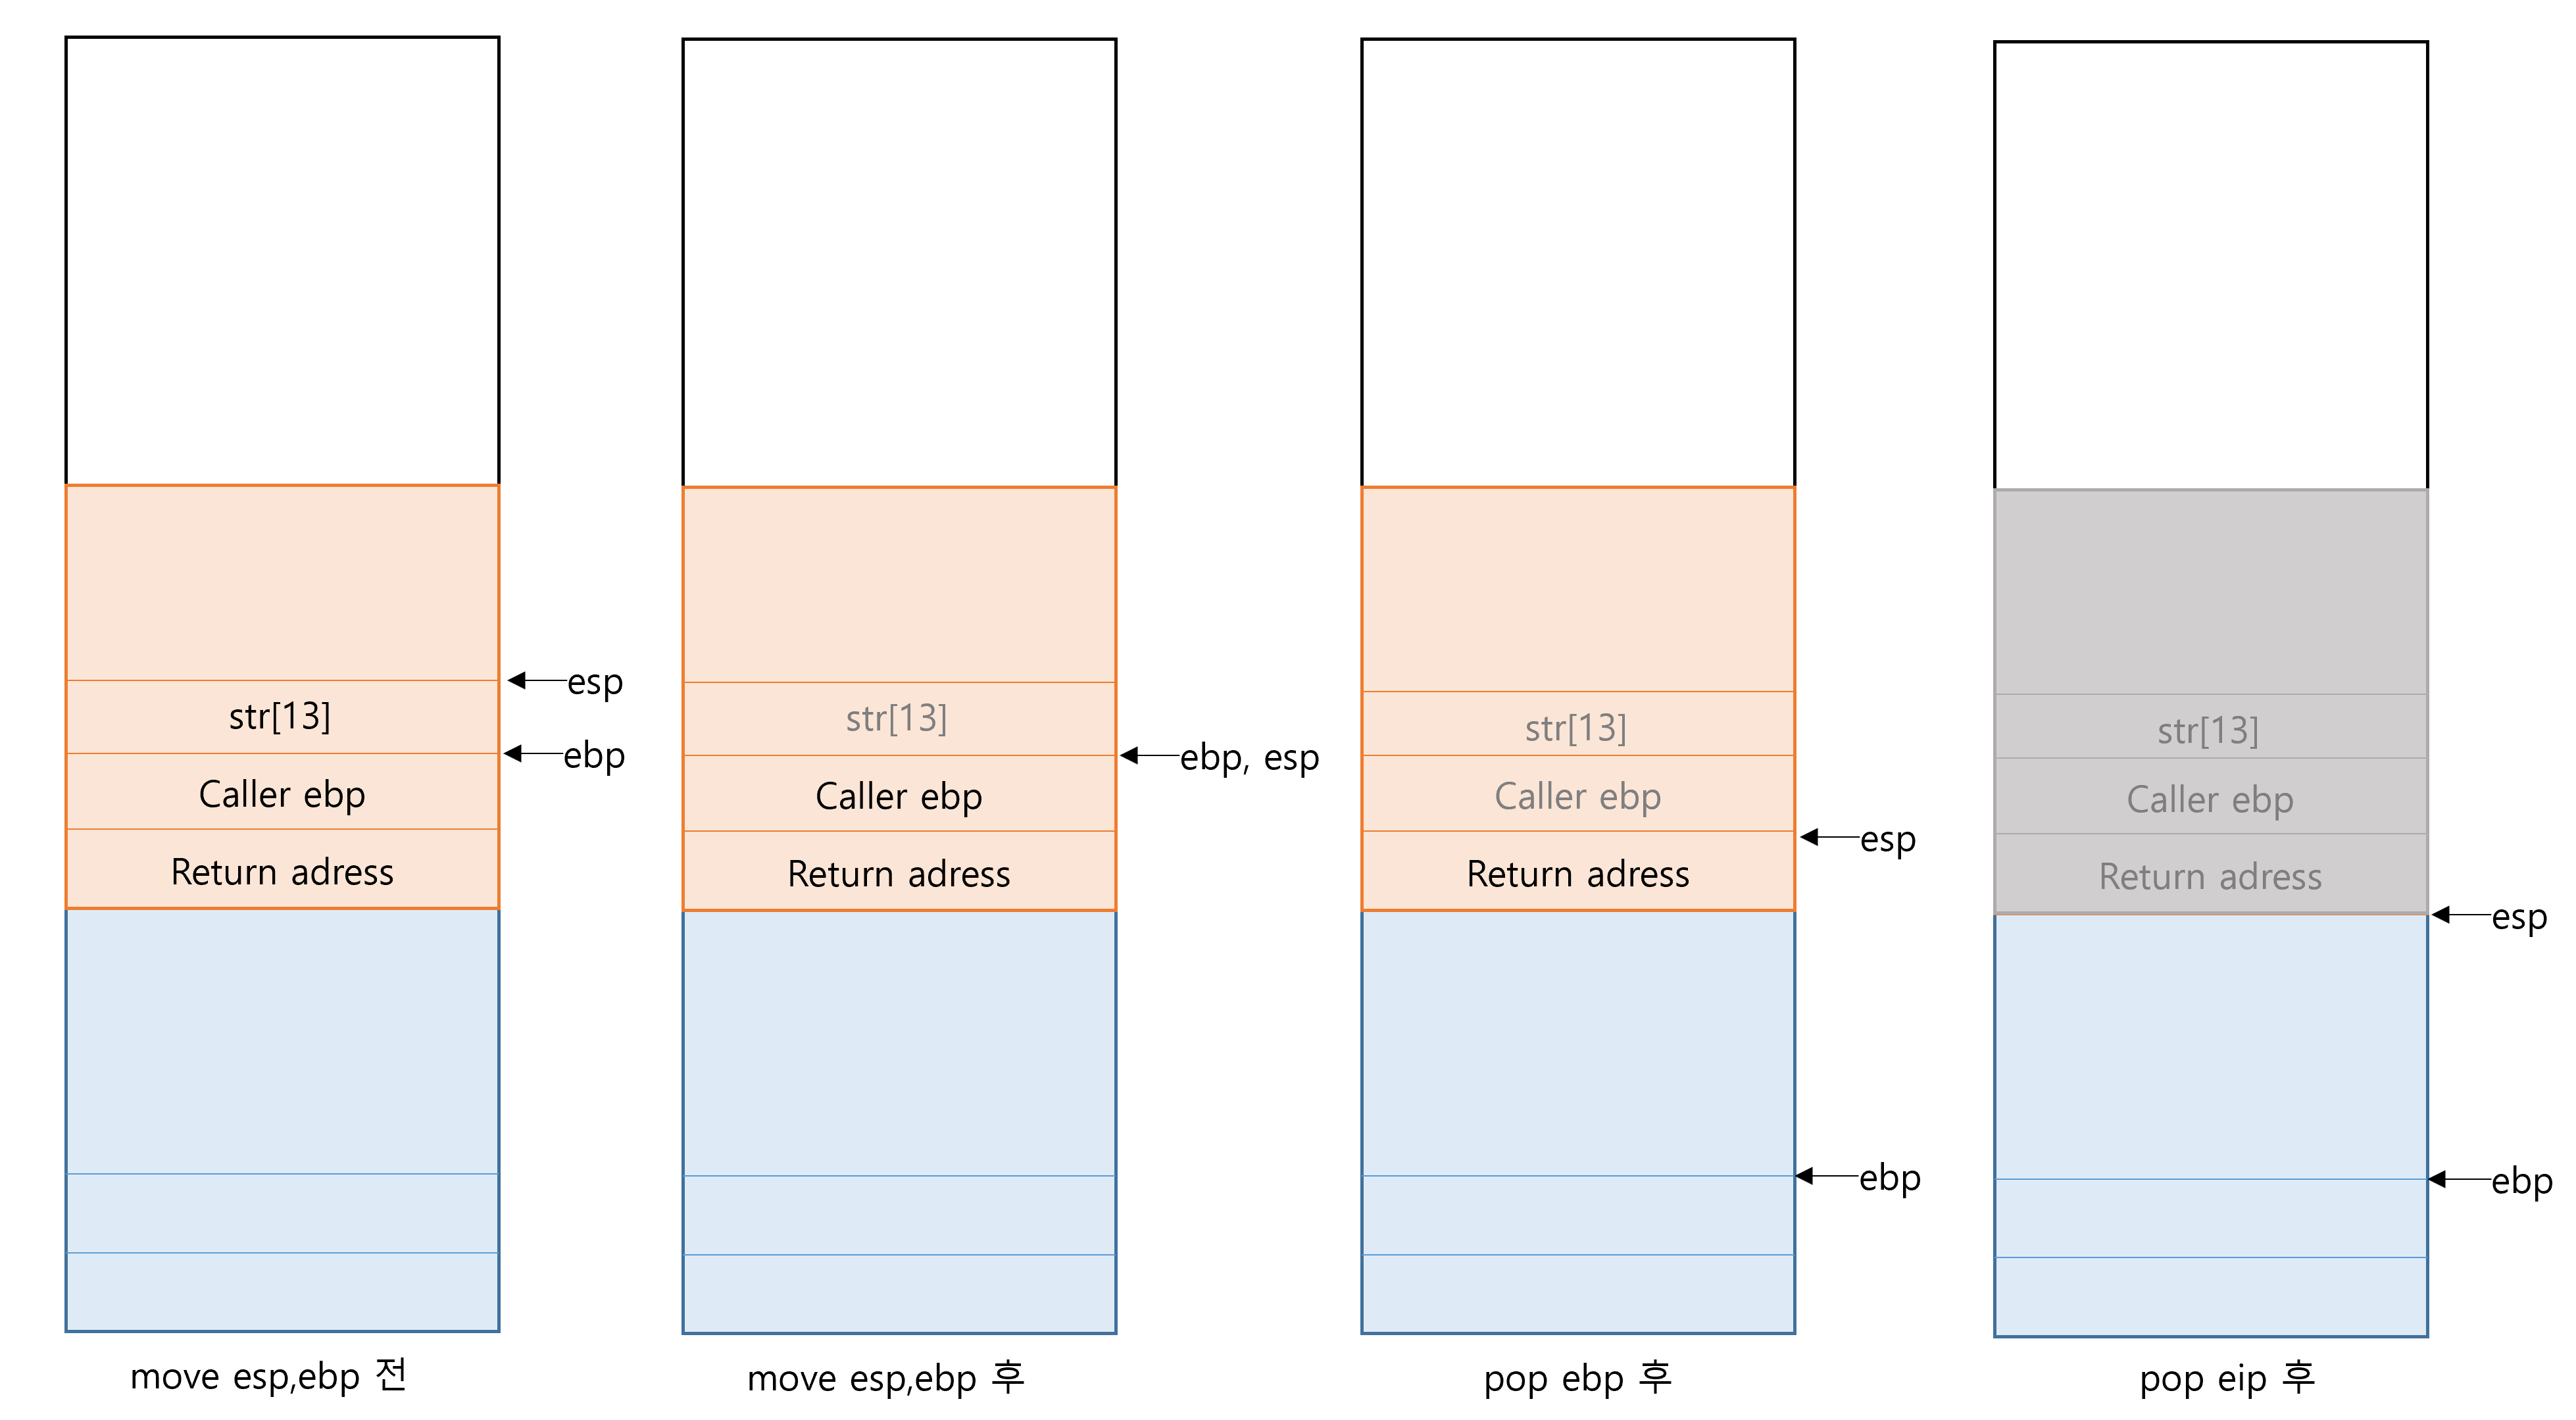 esp
str[13]
ebp
Caller ebp
Return adress
move esp,ebp 전
str[13]
ebp, esp
Caller ebp
Return adress
move esp,ebp 후
str[13]
Caller ebp
esp
Return adress
ebp
pop ebp 후
str[13]
Caller ebp
Return adress
esp
ebp
pop eip 후